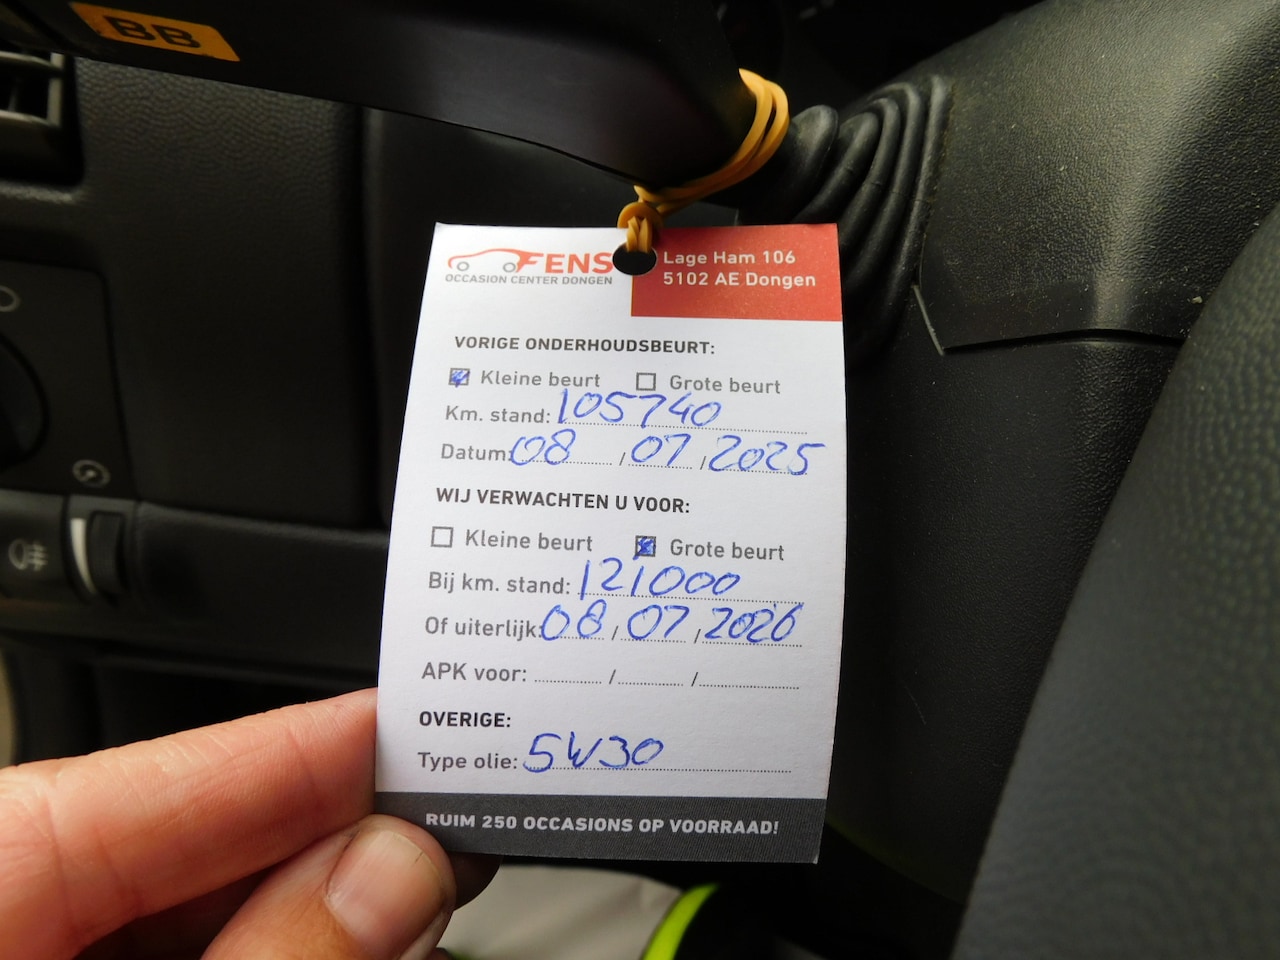 BB
FENS
OCCASION CENTER DONGEN
Lage Ham 106
5102 AE Dongen
VORIGE ONDERHOUDSBEURT:
Kleine beurt Grote beurt
Km. stand: 105740
Datum: 08 / 07 / 2025
WIJ VERWACHTEN U VOOR:
Kleine beurt Grote beurt
Bij km. stand: 121000
Of uiterlijk: 08 / 07 / 2026
APK voor: ........ / ........ / ........
OVERIGE:
Type olie: 5W30
RUIM 250 OCCASIONS OP VOORRAAD!